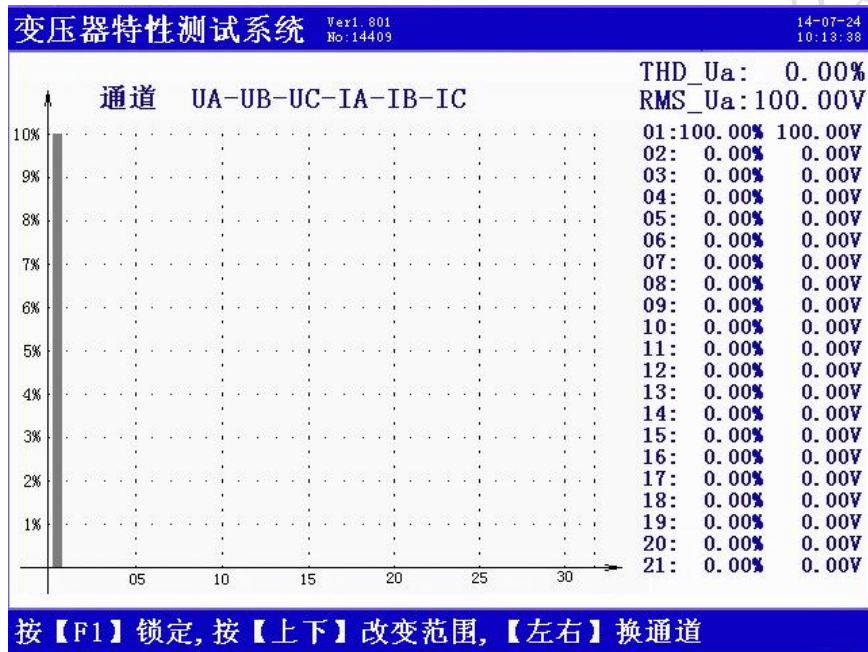 变压器特性测试系统 Ver1.801 No:14409 14-07-24 10:13:38
THD_Ua: 0.00%
RMS_Ua:100.00V
通道 UA-UB-UC-IA-IB-IC
10%
9%
8%
7%
6%
5%
4%
3%
2%
1%
05 10 15 20 25 30
01:100.00% 100.00V
02: 0.00% 0.00V
03: 0.00% 0.00V
04: 0.00% 0.00V
05: 0.00% 0.00V
06: 0.00% 0.00V
07: 0.00% 0.00V
08: 0.00% 0.00V
09: 0.00% 0.00V
10: 0.00% 0.00V
11: 0.00% 0.00V
12: 0.00% 0.00V
13: 0.00% 0.00V
14: 0.00% 0.00V
15: 0.00% 0.00V
16: 0.00% 0.00V
17: 0.00% 0.00V
18: 0.00% 0.00V
19: 0.00% 0.00V
20: 0.00% 0.00V
21: 0.00% 0.00V
按【F1】锁定,按【上下】改变范围,【左右】换通道